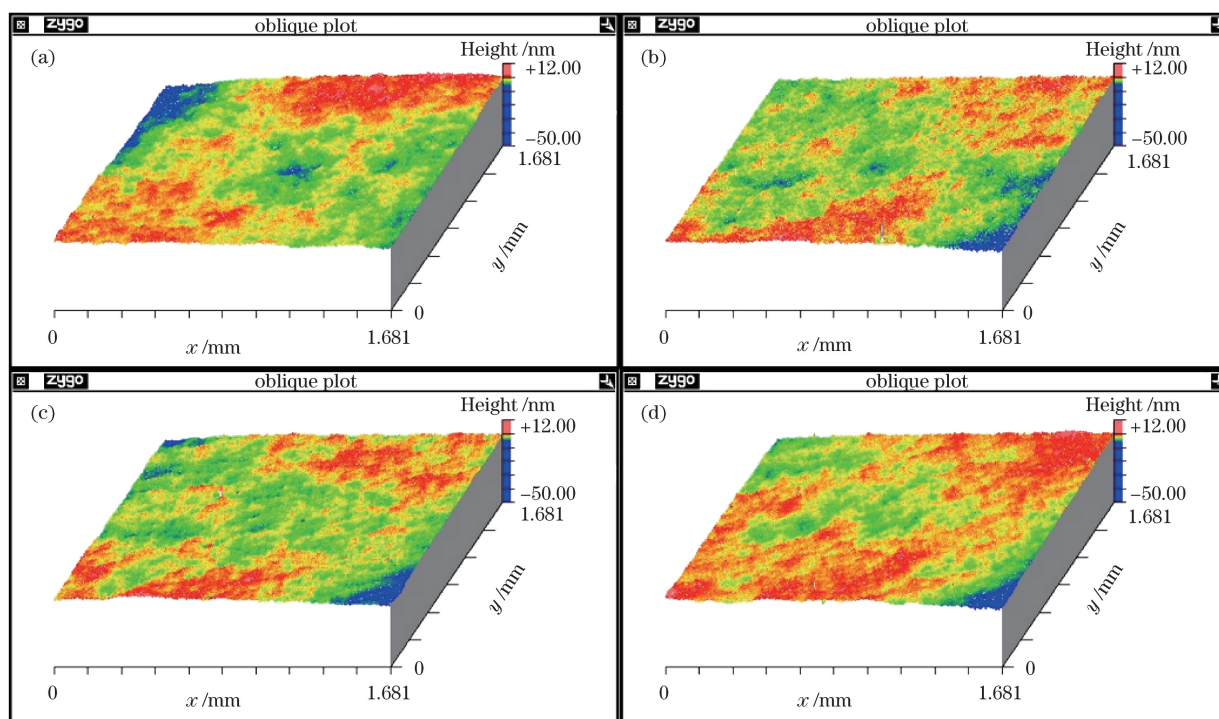 zygo oblique plot
(a)
Height /nm
+12.00
−50.00
1.681
y /mm
0
0 1.681
x /mm
zygo oblique plot
(b)
Height /nm
+12.00
−50.00
1.681
y /mm
0
0 1.681
x /mm
zygo oblique plot
(c)
Height /nm
+12.00
−50.00
1.681
y /mm
0
0 1.681
x /mm
zygo oblique plot
(d)
Height /nm
+12.00
−50.00
1.681
y /mm
0
0 1.681
x /mm